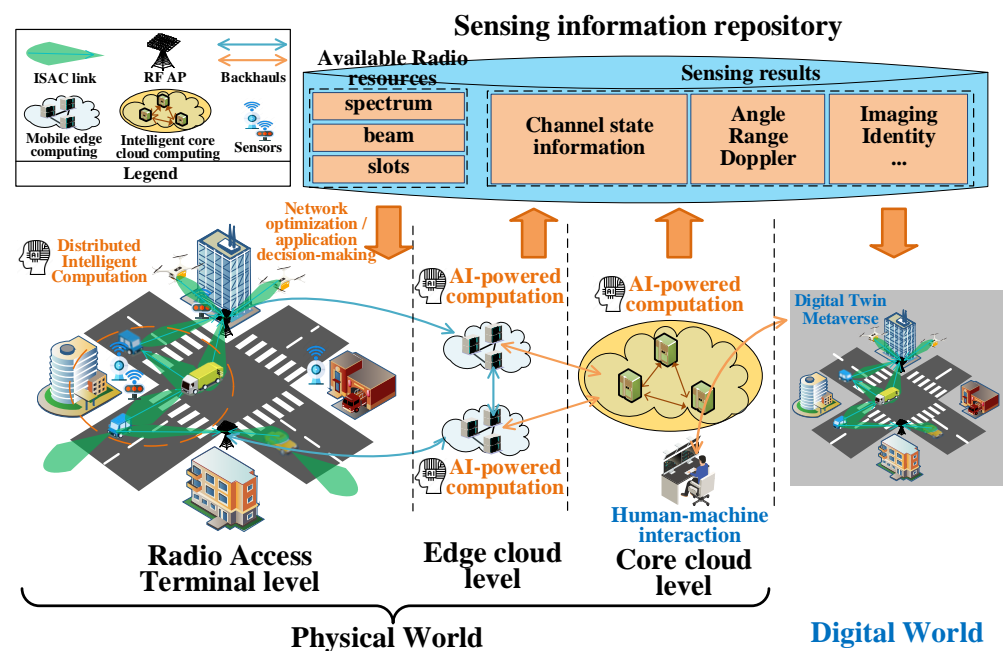 Sensing information repository
ISAC link
RF AP
Backhauls
Mobile edge
computing
Intelligent core
cloud computing
Sensors
Legend
Available Radio
resources
spectrum
beam
slots
Sensing results
Channel state
information
Angle
Range
Doppler
Imaging
Identity
...
Distributed
Intelligent
Computation
Network
optimization /
application
decision-making
AI-powered
computation
AI-powered
computation
AI-powered
computation
Human-machine
interaction
Digital Twin
Metaverse
Radio Access
Terminal level
Edge cloud
level
Core cloud
level
Physical World
Digital World